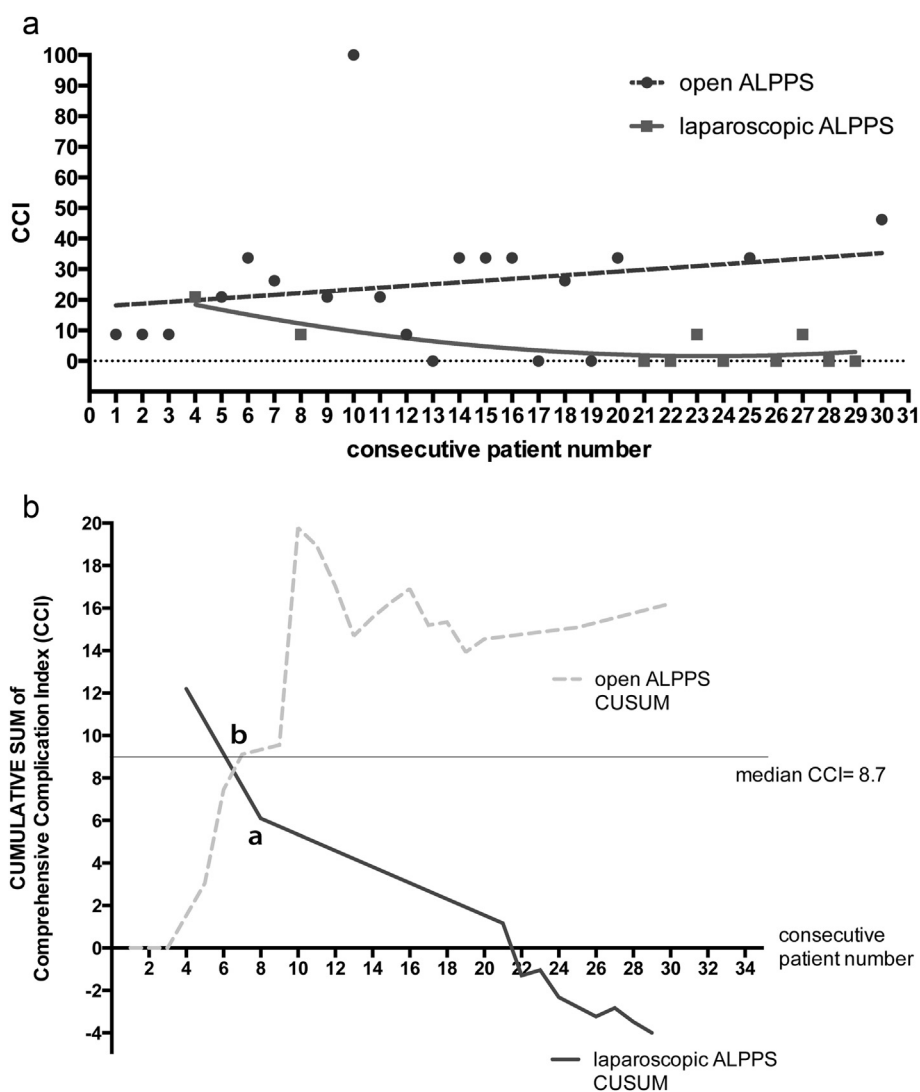 a
100
90
80
70
60
50
40
30
20
10
0
CCI
open ALPPS
laparoscopic ALPPS
0 1 2 3 4 5 6 7 8 9 10 11 12 13 14 15 16 17 18 19 20 21 22 23 24 25 26 27 28 29 30 31
consecutive patient number
b
20
18
16
14
12
10
8
6
4
2
0
-2
-4
CUMULATIVE SUM of
Comprehensive Complication Index (CCI)
open ALPPS
CUSUM
b
median CCI= 8.7
a
consecutive
patient number
2 4 6 8 10 12 14 16 18 20 22 24 26 28 30 32 34
laparoscopic ALPPS
CUSUM